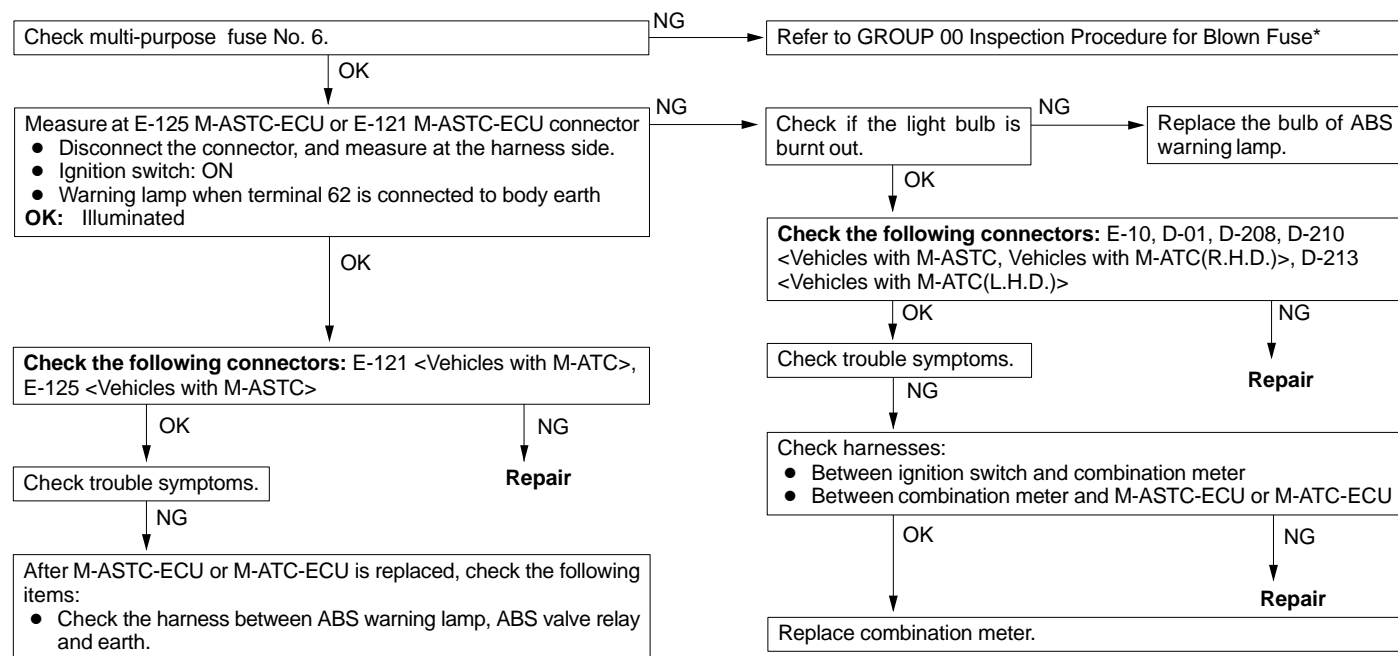 Check multi-purpose fuse No. 6.
NG
Refer to GROUP 00 Inspection Procedure for Blown Fuse*
OK
Measure at E-125 M-ASTC-ECU or E-121 M-ASTC-ECU connector
● Disconnect the connector, and measure at the harness side.
● Ignition switch: ON
● Warning lamp when terminal 62 is connected to body earth
OK: Illuminated
NG
Check if the light bulb is
burnt out.
NG
Replace the bulb of ABS
warning lamp.
OK
Check the following connectors: E-10, D-01, D-208, D-210
<Vehicles with M-ASTC, Vehicles with M-ATC(R.H.D.)>, D-213
<Vehicles with M-ATC(L.H.D.)>
OK
NG
Check trouble symptoms.
Repair
NG
Check harnesses:
● Between ignition switch and combination meter
● Between combination meter and M-ASTC-ECU or M-ATC-ECU
OK
NG
Repair
Replace combination meter.
OK
Check the following connectors: E-121 <Vehicles with M-ATC>,
E-125 <Vehicles with M-ASTC>
OK
NG
Check trouble symptoms.
Repair
NG
After M-ASTC-ECU or M-ATC-ECU is replaced, check the following
items:
● Check the harness between ABS warning lamp, ABS valve relay
and earth.